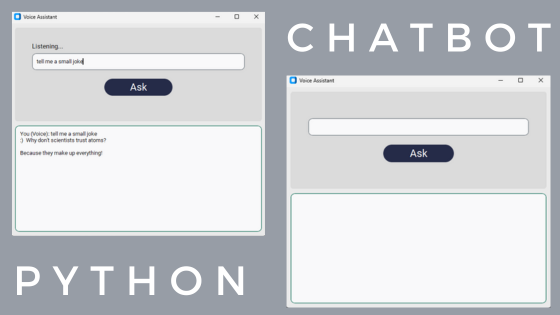 Voice Assistant
Listening...
tell me a small joke
Ask
You (Voice): tell me a small joke
:) Why don't scientists trust atoms?
Because they make up everything!
CHATBOT
Voice Assistant
Ask
PYTHON